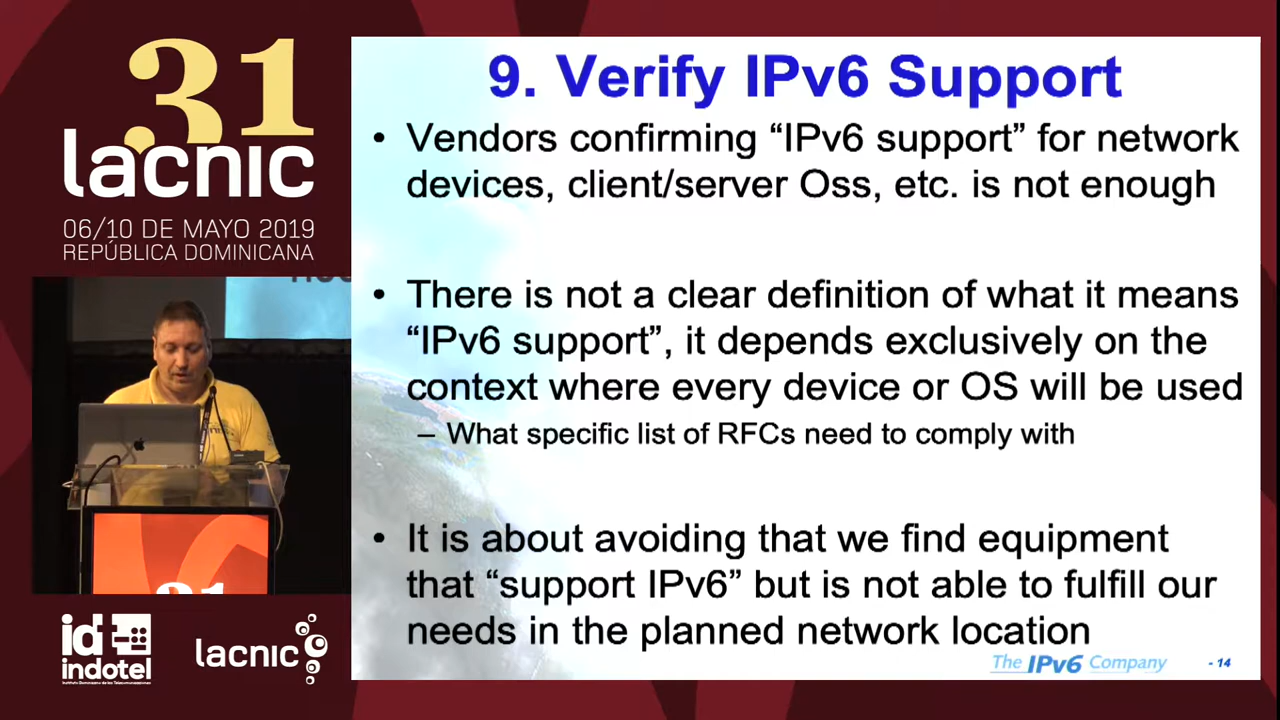 31
lacnic
06/10 DE MAYO 2019
REPÚBLICA DOMINICANA
31
id
indotel
lacnic
9. Verify IPv6 Support
• Vendors confirming “IPv6 support” for network
devices, client/server Oss, etc. is not enough
• There is not a clear definition of what it means
“IPv6 support”, it depends exclusively on the
context where every device or OS will be used
– What specific list of RFCs need to comply with
• It is about avoiding that we find equipment
that “support IPv6” but is not able to fulfill our
needs in the planned network location
The IPv6 Company
- 14